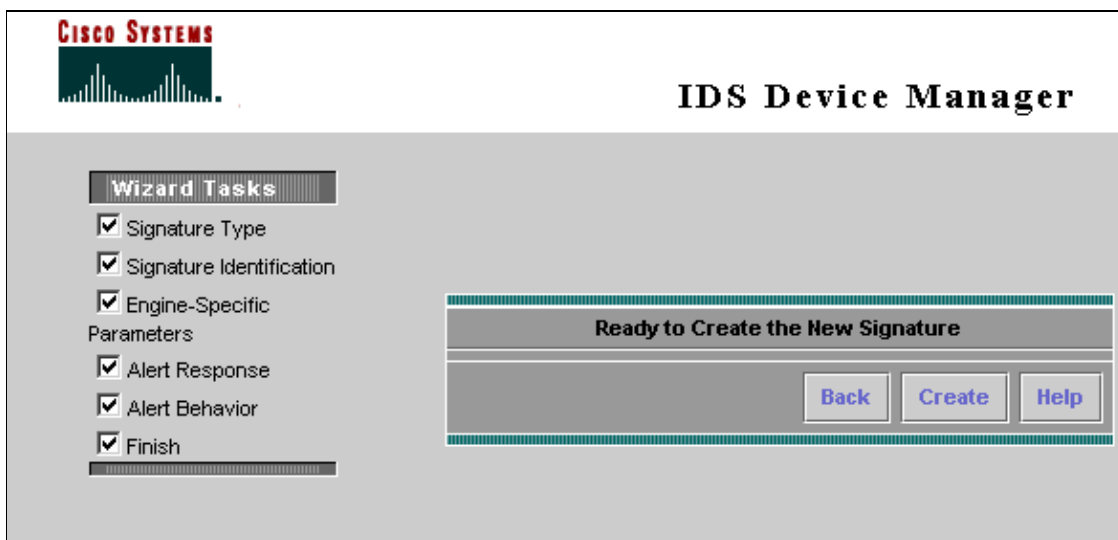 CISCO SYSTEMS
IDS Device Manager
Wizard Tasks
Signature Type
Signature Identification
Engine-Specific
Parameters
Alert Response
Alert Behavior
Finish
Ready to Create the New Signature
Back Create Help